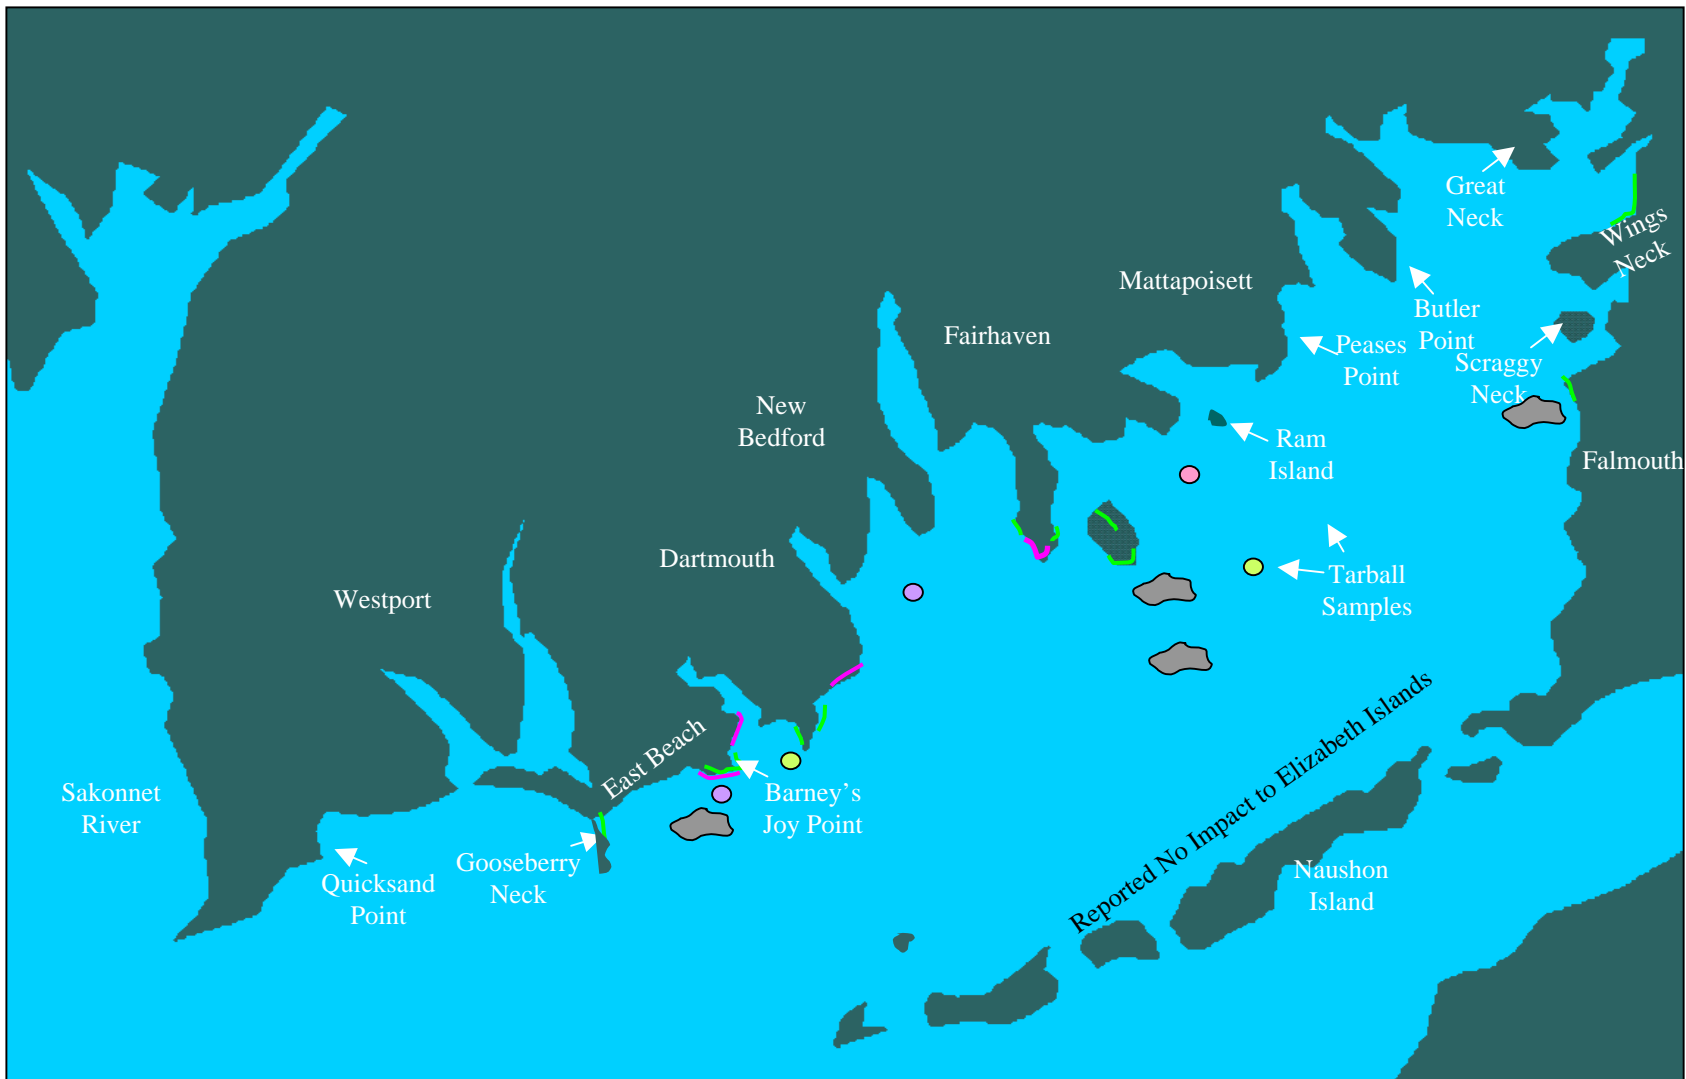 Great
Neck
Wings
Neck
Mattapoisett
Butler
Point
Fairhaven
Peases
Point
Scraggy
Neck
New
Bedford
Ram
Island
Falmouth
Dartmouth
Tarball
Samples
Westport
East Beach
Reported No Impact to Elizabeth Islands
Sakonnet
River
Barney’s
Joy Point
Gooseberry
Neck
Quicksand
Point
Naushon
Island